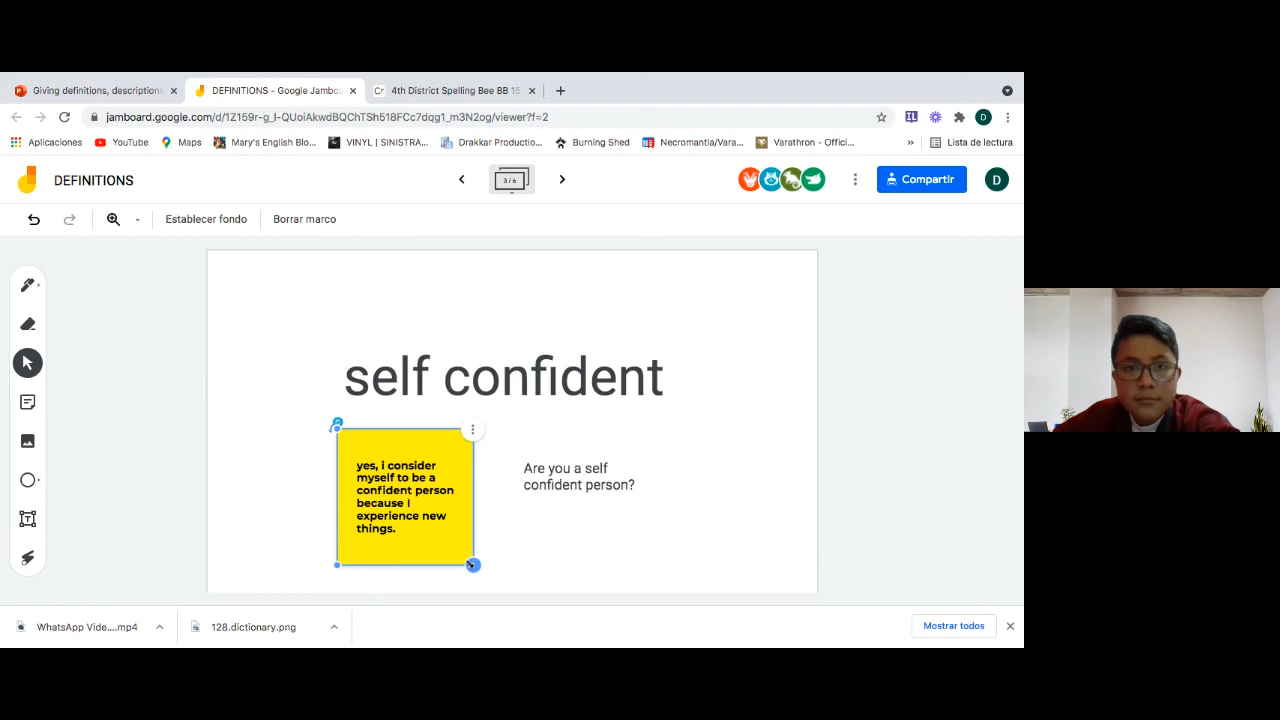 Giving definitions, descriptions
DEFINITIONS - Google Jamboa
Cr 4th District Spelling Bee BB 15
jamboard.google.com/d/1Z159r-g_I-QUoiAkwdBQChTSh518FCc7dqg1_m3N2og/viewer?f=2
IL
D
Aplicaciones
YouTube
Maps
Mary's English Blo...
VINYL | SINISTRA...
Drakkar Productio...
Burning Shed
Necromantia/Vara...
Varathron - Offici...
»
Lista de lectura
DEFINITIONS
3/6
Compartir
D
Establecer fondo
Borrar marco
self confident
yes, i consider
myself to be a
confident person
because I
experience new
things.
Are you a self
confident person?
WhatsApp Vide....mp4
128.dictionary.png
Mostrar todos